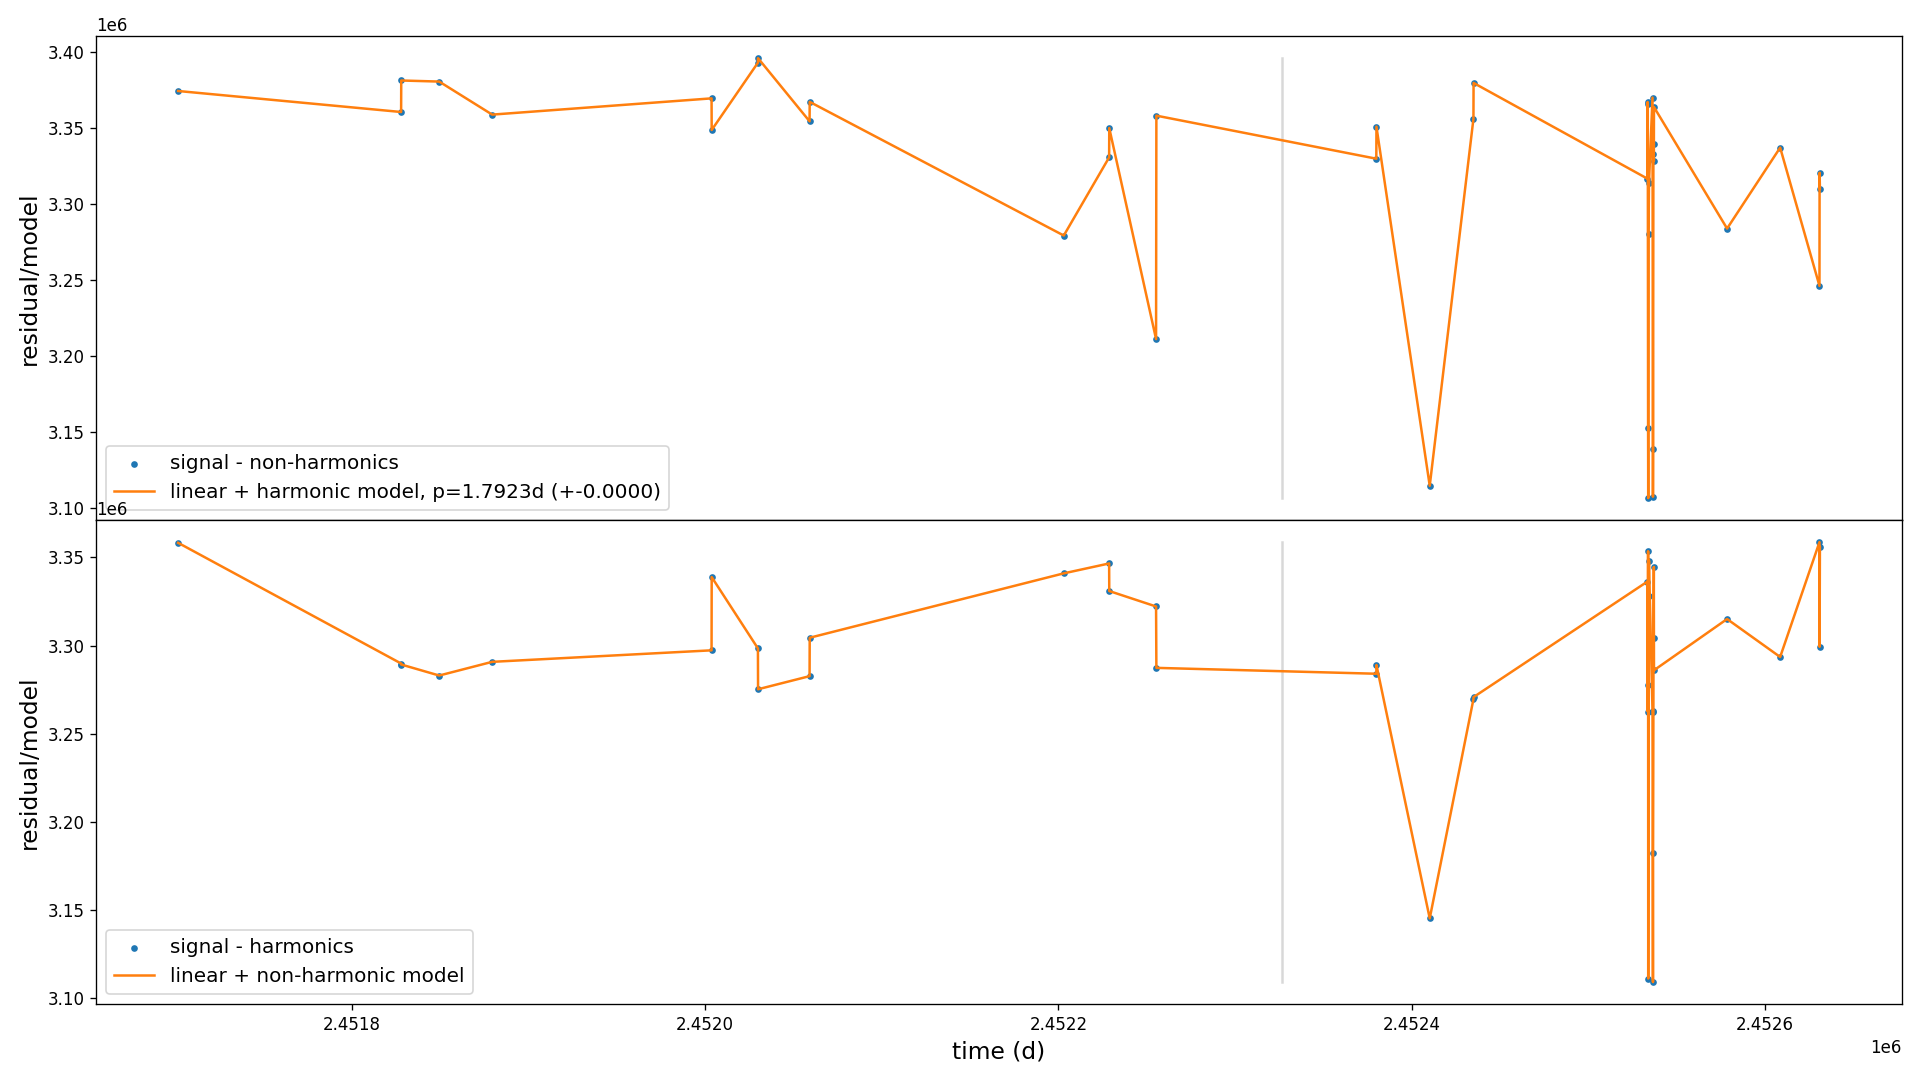 1e6
3.40
3.35
3.30
3.25
3.20
3.15
3.10
residual/model
signal - non-harmonics
linear + harmonic model, p=1.7923d (+-0.0000)
1e6
3.35
3.30
3.25
3.20
3.15
3.10
residual/model
signal - harmonics
linear + non-harmonic model
2.4518 2.4520 2.4522 2.4524 2.4526
time (d)
1e6